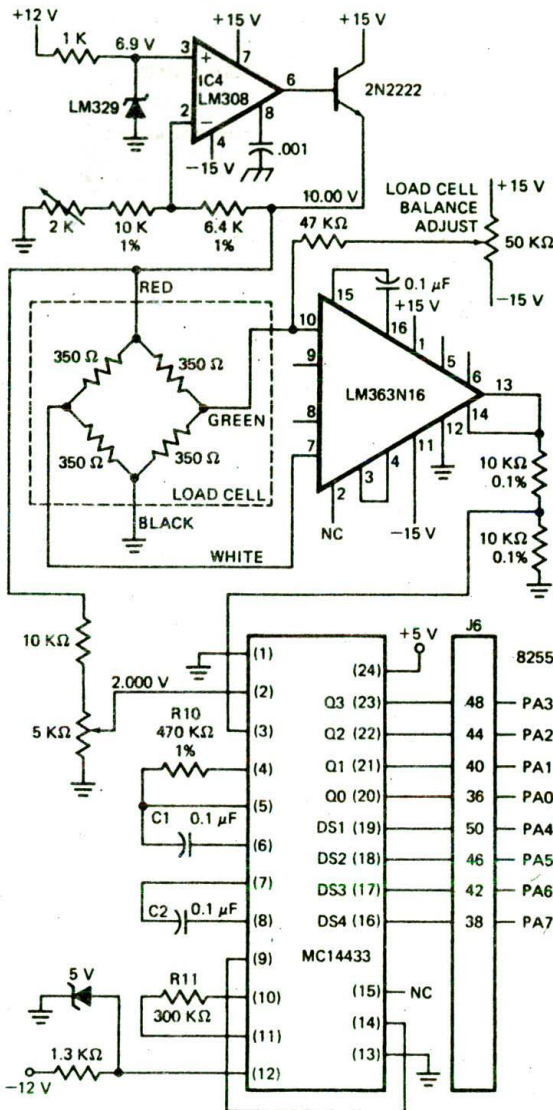 +12 V
+15 V
+15 V
1 K
6.9 V
3
+
7
IC4
LM308
6
2N2222
LM329
2
−
8
4
.001
−15 V
10.00 V
LOAD CELL
BALANCE
ADJUST
+15 V
2 K
10 K
1%
6.4 K
1%
47 KΩ
50 KΩ
−15 V
RED
0.1 µF
15
+15 V
16
10
1
350 Ω
350 Ω
9
5
6
13
LM363N16
14
GREEN
8
12
350 Ω
350 Ω
7
11
4
3
2
10 KΩ
0.1%
LOAD CELL
BLACK
NC
−15 V
10 KΩ
0.1%
WHITE
J6
+5 V
8255
10 KΩ
(1)
(24)
2.000 V
(2)
Q3 (23)
48
PA3
5 KΩ
R10
470 KΩ
1%
(3)
Q2 (22)
44
PA2
(4)
Q1 (21)
40
PA1
(5)
Q0 (20)
36
PA0
C1
0.1 µF
(6)
DS1 (19)
50
PA4
DS2 (18)
46
PA5
(7)
DS3 (17)
42
PA6
C2
0.1 µF
(8)
DS4 (16)
38
PA7
(9)
MC14433
5 V
R11
300 KΩ
(10)
(15)
NC
(11)
(14)
1.3 KΩ
(12)
(13)
−12 V